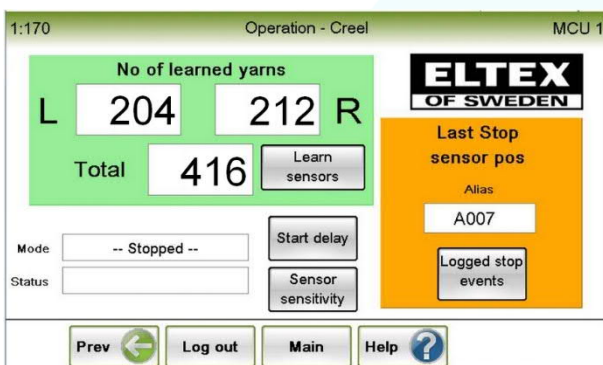 1:170 Operation - Creel MCU 1
No of learned yarns
L 204 212 R
Total 416 Learn sensors
ELTEX
OF SWEDEN
Last Stop
sensor pos
Alias
A007
Logged stop
events
Mode -- Stopped --
Start delay
Status
Sensor
sensitivity
Prev Log out Main Help ?